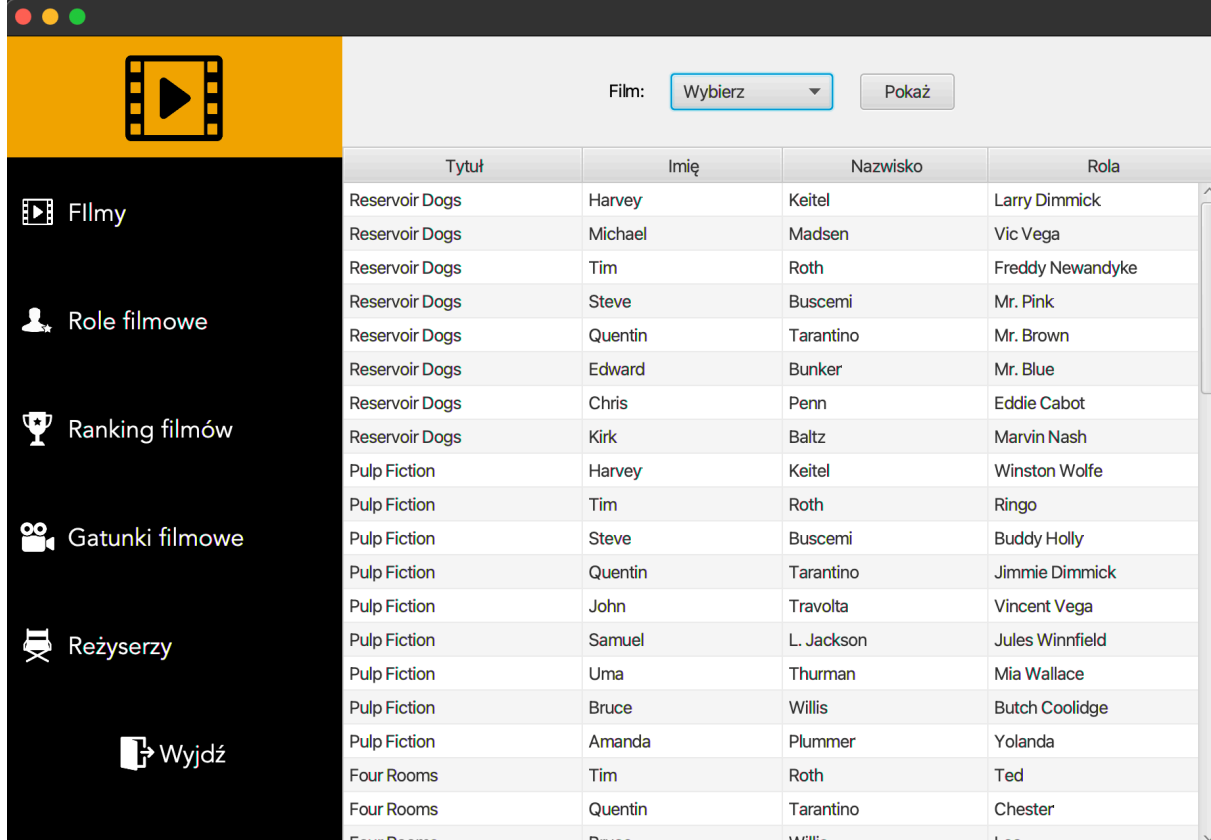 Film: Wybierz Pokaż
FIlmy
Role filmowe
Ranking filmów
Gatunki filmowe
Reżyserzy
Wyjdź
Tytuł Imię Nazwisko Rola
Reservoir Dogs Harvey Keitel Larry Dimmick
Reservoir Dogs Michael Madsen Vic Vega
Reservoir Dogs Tim Roth Freddy Newandyke
Reservoir Dogs Steve Buscemi Mr. Pink
Reservoir Dogs Quentin Tarantino Mr. Brown
Reservoir Dogs Edward Bunker Mr. Blue
Reservoir Dogs Chris Penn Eddie Cabot
Reservoir Dogs Kirk Baltz Marvin Nash
Pulp Fiction Harvey Keitel Winston Wolfe
Pulp Fiction Tim Roth Ringo
Pulp Fiction Steve Buscemi Buddy Holly
Pulp Fiction Quentin Tarantino Jimmie Dimmick
Pulp Fiction John Travolta Vincent Vega
Pulp Fiction Samuel L. Jackson Jules Winnfield
Pulp Fiction Uma Thurman Mia Wallace
Pulp Fiction Bruce Willis Butch Coolidge
Pulp Fiction Amanda Plummer Yolanda
Four Rooms Tim Roth Ted
Four Rooms Quentin Tarantino Chester
Four Rooms Bruce Willis